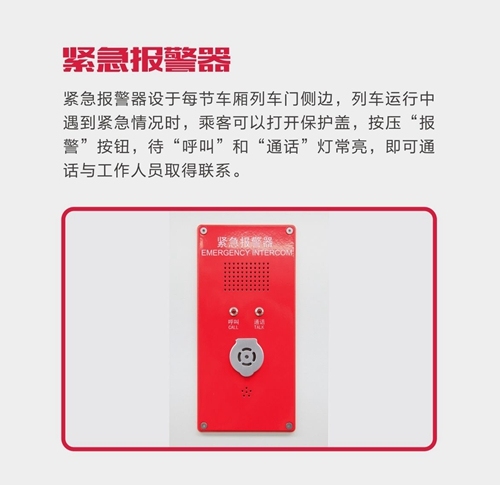 紧急报警器
紧急报警器设于每节车厢列车门侧边，列车运行中
遇到紧急情况时，乘客可以打开保护盖，按压“报
警”按钮，待“呼叫”和“通话”灯常亮，即可通
话与工作人员取得联系。
紧急报警器
EMERGENCY INTERCOM
呼叫 通话
CALL TALK